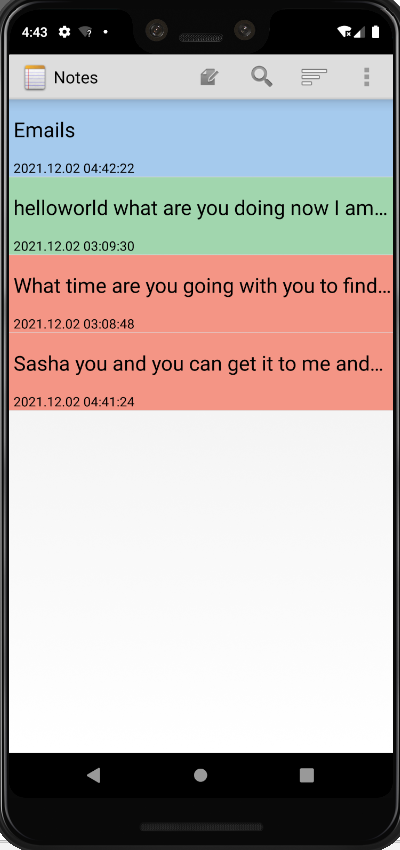 4:43
Notes
Emails
2021.12.02 04:42:22
helloworld what are you doing now I am...
2021.12.02 03:09:30
What time are you going with you to find...
2021.12.02 03:08:48
Sasha you and you can get it to me and...
2021.12.02 04:41:24